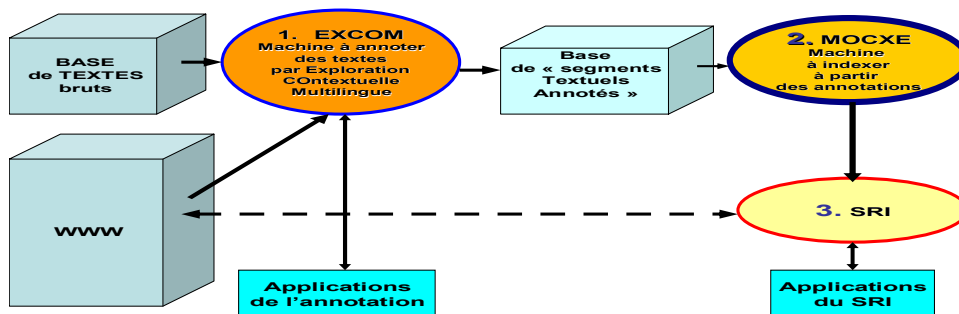 BASE
de TEXTES
bruts
1. EXCOM
Machine à annoter
des textes
par Exploration
COntextuelle
Multilingue
Base
de « segments
Textuels
Annotés »
2. MOCXE
Machine
à indexer
à partir
des annotations
WWW
3. SRI
Applications
de l’annotation
Applications
du SRI